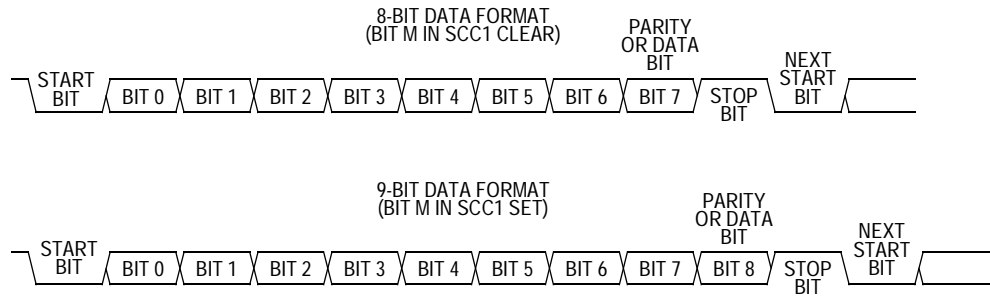 8-BIT DATA FORMAT
(BIT M IN SCC1 CLEAR)
PARITY
OR DATA
BIT
START
BIT
BIT 0
BIT 1
BIT 2
BIT 3
BIT 4
BIT 5
BIT 6
BIT 7
STOP
BIT
NEXT
START
BIT
9-BIT DATA FORMAT
(BIT M IN SCC1 SET)
PARITY
OR DATA
BIT
START
BIT
BIT 0
BIT 1
BIT 2
BIT 3
BIT 4
BIT 5
BIT 6
BIT 7
BIT 8
STOP
BIT
NEXT
START
BIT